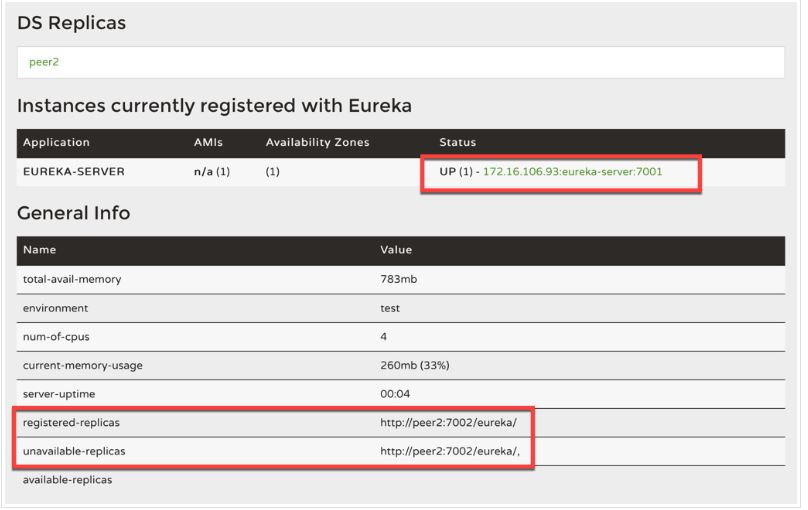 DS Replicas
peer2
Instances currently registered with Eureka
Application AMIs Availability Zones Status
EUREKA-SERVER n/a (1) (1) UP (1) - 172.16.106.93:eureka-server:7001
General Info
Name Value
total-avail-memory 783mb
environment test
num-of-cpus 4
current-memory-usage 260mb (33%)
server-uptime 00:04
registered-replicas http://peer2:7002/eureka/
unavailable-replicas http://peer2:7002/eureka/,
available-replicas